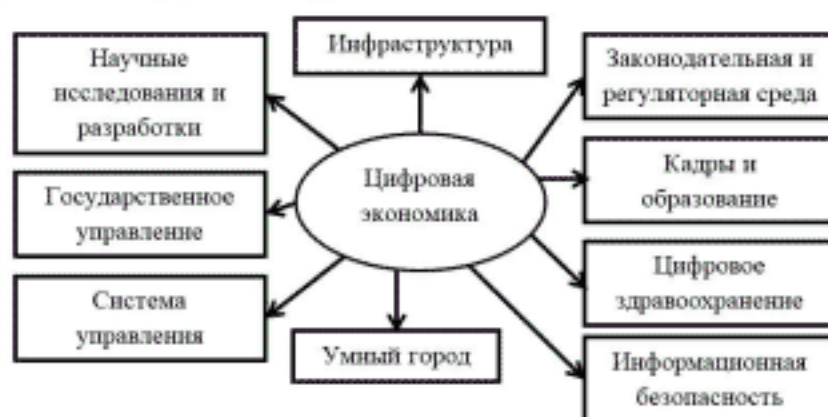 Научные
исследования и
разработки
Инфраструктура
Законодательная и
регуляторная среда
Государственное
управление
Цифровая
экономика
Кадры и
образование
Система
управления
Умный город
Цифровое
здравоохранение
Информационная
безопасность